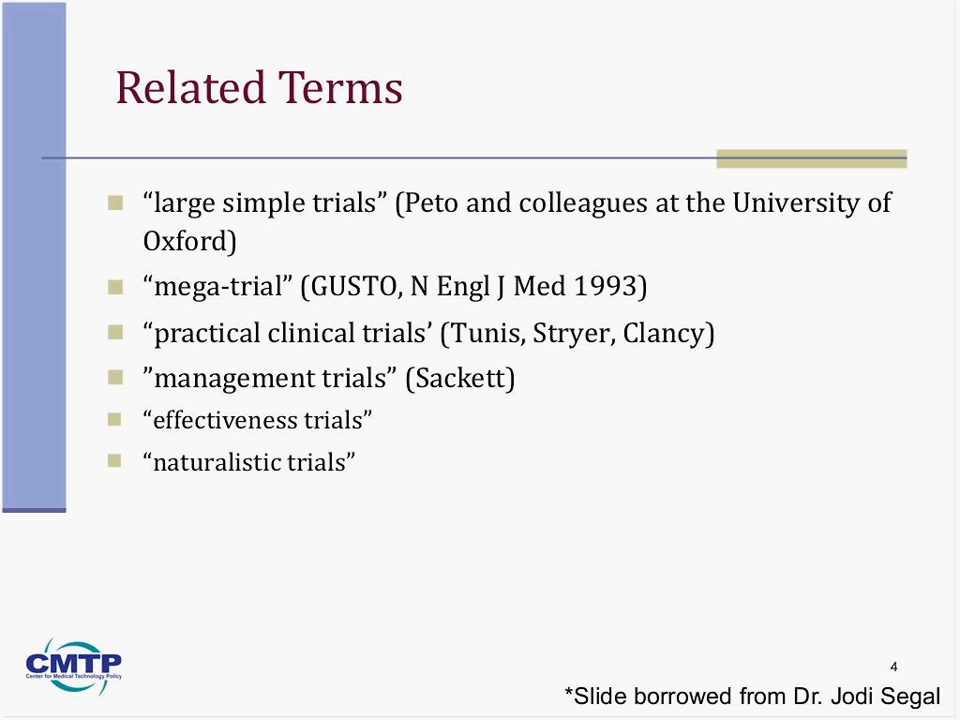 Related Terms
“large simple trials” (Peto and colleagues at the University of
Oxford)
“mega-trial” (GUSTO, N Engl J Med 1993)
“practical clinical trials’ (Tunis, Stryer, Clancy)
”management trials” (Sackett)
“effectiveness trials”
“naturalistic trials”
CMTP
Center for Medical Technology Policy
4
*Slide borrowed from Dr. Jodi Segal